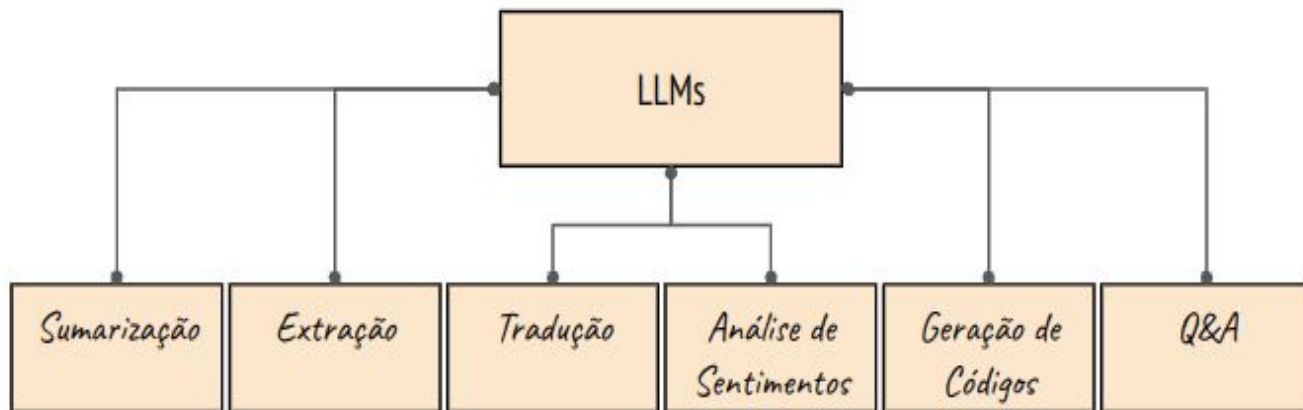 LLMs
Sumarização
Extração
Tradução
Análise de
Sentimentos
Geração de
Códigos
Q&A